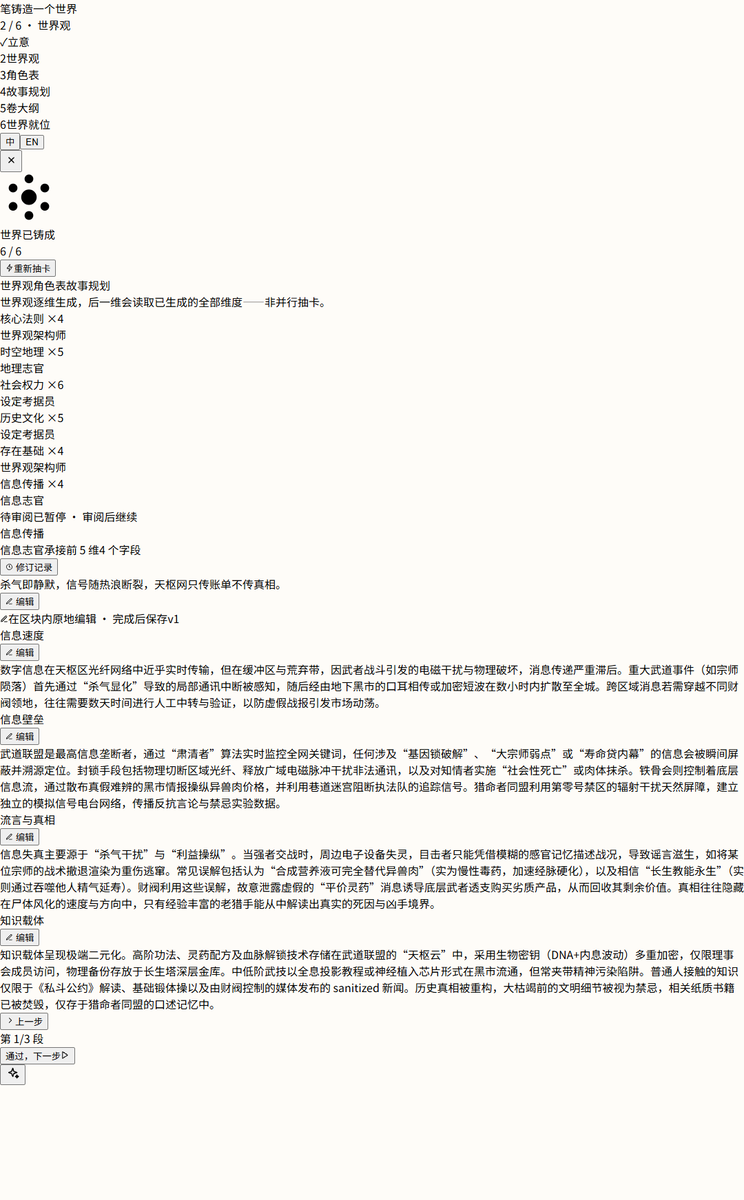 笔铸造一个世界
2 / 6 · 世界观
✓立意
2世界观
3角色表
4故事规划
5卷大纲
6世界就位
中 EN
✕
世界已铸成
6 / 6
重新抽卡
世界观角色表故事规划
世界观逐维生成，后一维会读取已生成的全部维度——非并行抽卡。
核心法则 ×4
世界观架构师
时空地理 ×5
地理志官
社会权力 ×6
设定考据员
历史文化 ×5
设定考据员
存在基础 ×4
世界观架构师
信息传播 ×4
信息志官
待审阅已暂停 · 审阅后继续
信息传播
信息志官承接前 5 维4 个字段
修订记录
杀气即静默，信号随热浪断裂，天枢网只传账单不传真相。
编辑
在区块内原地编辑 · 完成后保存v1
信息速度
编辑
数字信息在天枢区光纤网络中近乎实时传输，但在缓冲区与荒弃带，因武者战斗引发的电磁干扰与物理破坏，消息传递严重滞后。重大武道事件（如宗师
陨落）首先通过“杀气显化”导致的局部通讯中断被感知，随后经由地下黑市的口耳相传或加密短波在数小时内扩散至全城。跨区域消息若需穿越不同财
阀领地，往往需要数天时间进行人工中转与验证，以防虚假战报引发市场动荡。
信息壁垒
编辑
武道联盟是最高信息垄断者，通过“肃清者”算法实时监控全网关键词，任何涉及“基因锁破解”、“大宗师弱点”或“寿命贷内幕”的信息会被瞬间屏
蔽并溯源定位。封锁手段包括物理切断区域光纤、释放广域电磁脉冲干扰非法通讯，以及对知情者实施“社会性死亡”或肉体抹杀。铁骨会则控制着底层
信息流，通过散布真假难辨的黑市情报操纵异兽肉价格，并利用巷道迷宫阻断执法队的追踪信号。猎命者同盟利用第零号禁区的辐射干扰天然屏障，建立
独立的模拟信号电台网络，传播反抗言论与禁忌实验数据。
流言与真相
编辑
信息失真主要源于“杀气干扰”与“利益操纵”。当强者交战时，周边电子设备失灵，目击者只能凭借模糊的感官记忆描述战况，导致谣言滋生，如将某
位宗师的战术撤退渲染为重伤逃窜。常见误解包括认为“合成营养液可完全替代异兽肉”（实为慢性毒药，加速经脉硬化），以及相信“长生教能永生”（实
则通过吞噬他人精气延寿）。财阀利用这些误解，故意泄露虚假的“平价灵药”消息诱导底层武者透支购买劣质产品，从而回收其剩余价值。真相往往隐藏
在尸体风化的速度与方向中，只有经验丰富的老猎手能从中解读出真实的死因与凶手境界。
知识载体
编辑
知识载体呈现极端二元化。高阶功法、灵药配方及血脉解锁技术存储在武道联盟的“天枢云”中，采用生物密钥（DNA+内息波动）多重加密，仅限理事
会成员访问，物理备份存放于长生塔深层金库。中低阶武技以全息投影教程或神经植入芯片形式在黑市流通，但常夹带精神污染陷阱。普通人接触的知识
仅限于《私斗公约》解读、基础锻体操以及由财阀控制的媒体发布的 sanitized 新闻。历史真相被重构，大枯竭前的文明细节被视为禁忌，相关纸质书籍
已被焚毁，仅存于猎命者同盟的口述记忆中。
上一步
第 1/3 段
通过，下一步